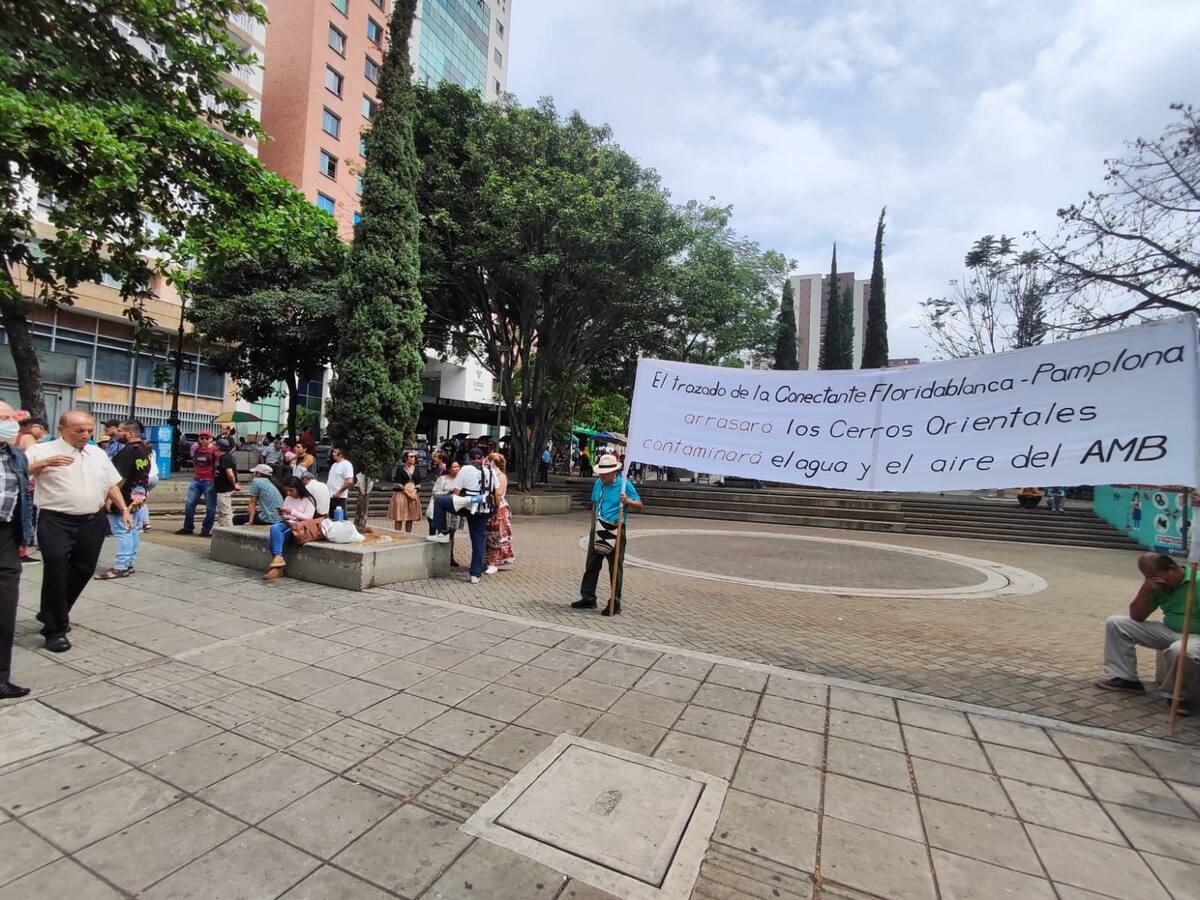 El trazado de la Conectante Floridablanca - Pamplona
arrasará los Cerros Orientales
contaminará el agua y el aire del AMB